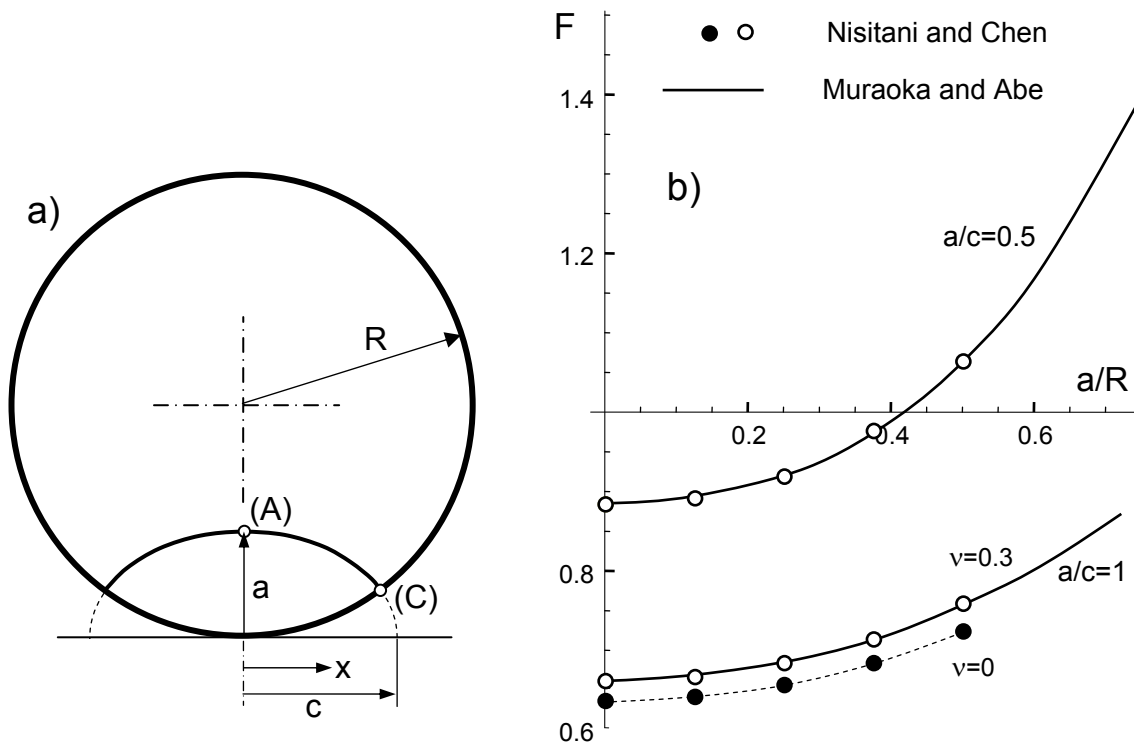 a)
R
(A)
a
(C)
x
c
F
Nisitani and Chen
Muraoka and Abe
1.4
b)
a/c=0.5
1.2
a/R
0.2
0.4
0.6
0.8
ν=0.3
a/c=1
ν=0
0.6